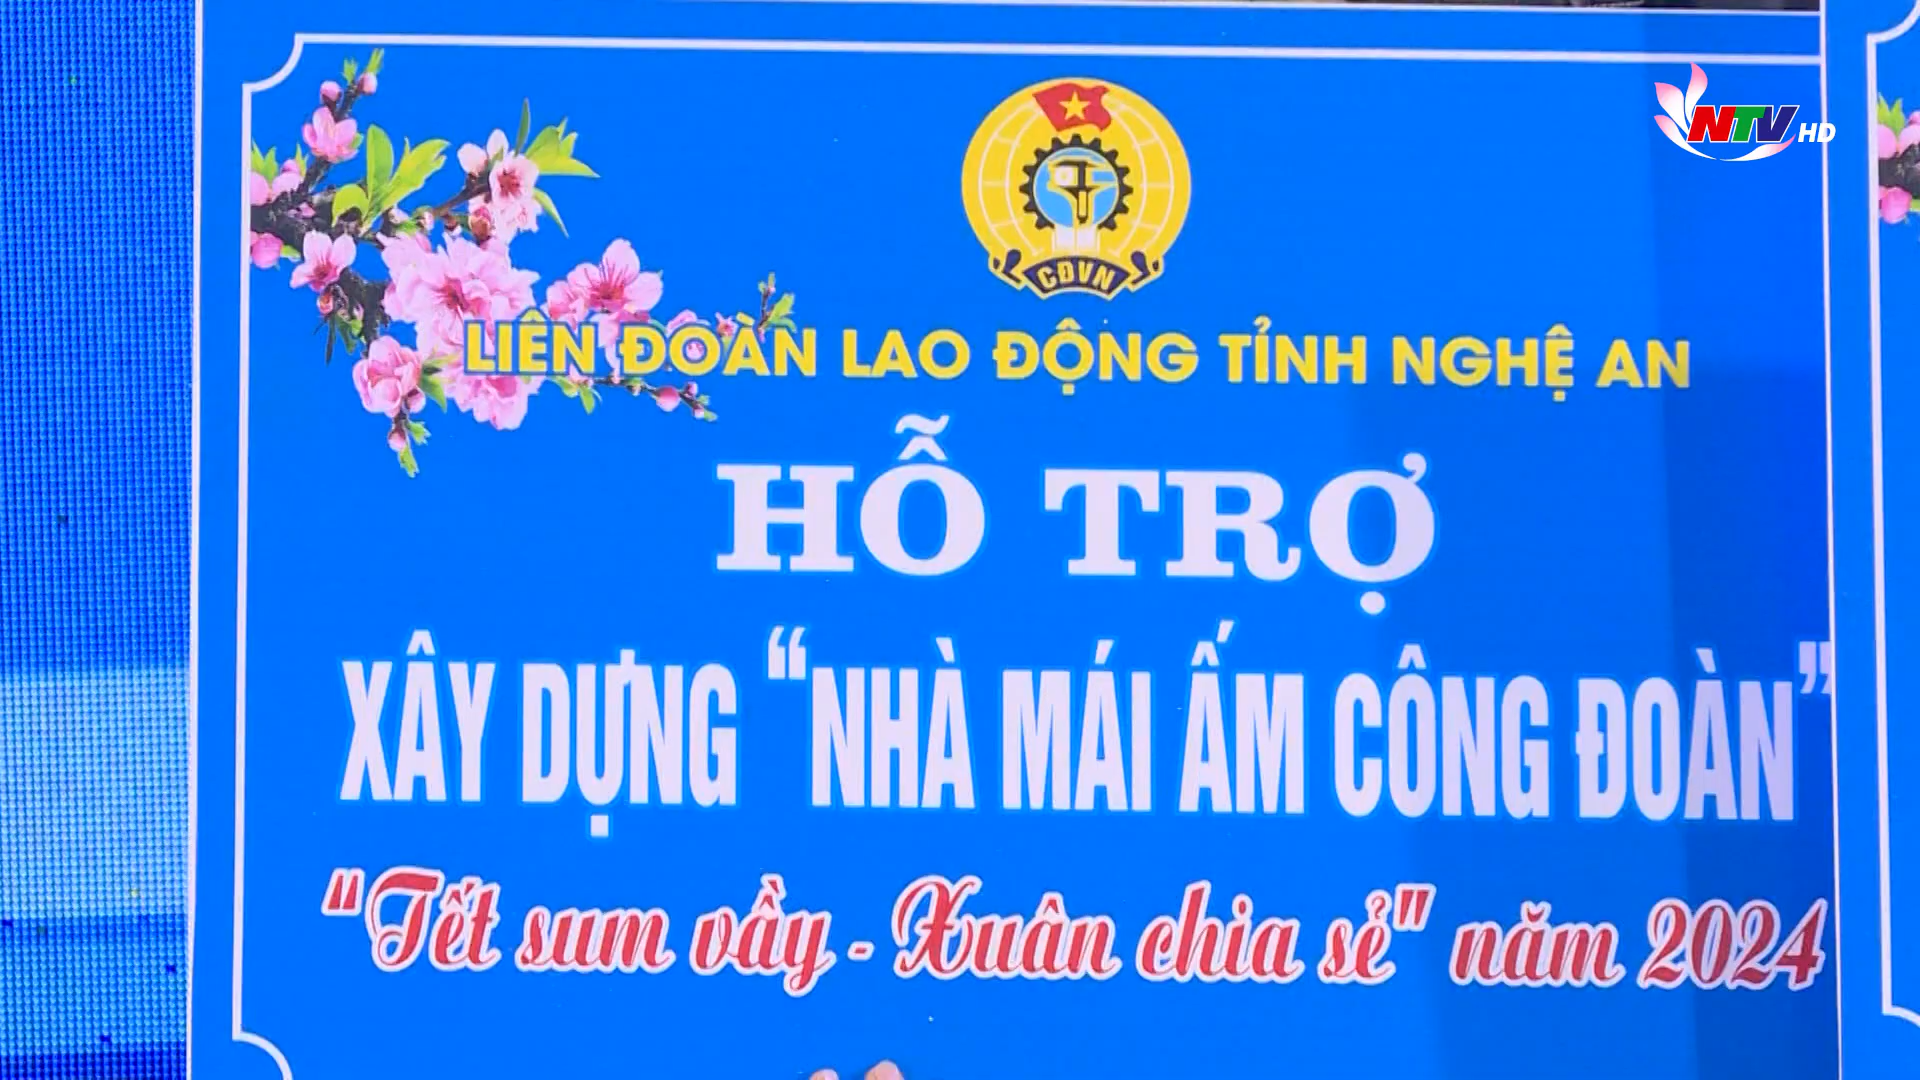 NTV HD
CĐVN
LIÊN ĐOÀN LAO ĐỘNG TỈNH NGHỆ AN
HỖ TRỢ
XÂY DỰNG “NHÀ MÁI ẤM CÔNG ĐOÀN”
"Tết sum vầy - Xuân chia sẻ" năm 2024